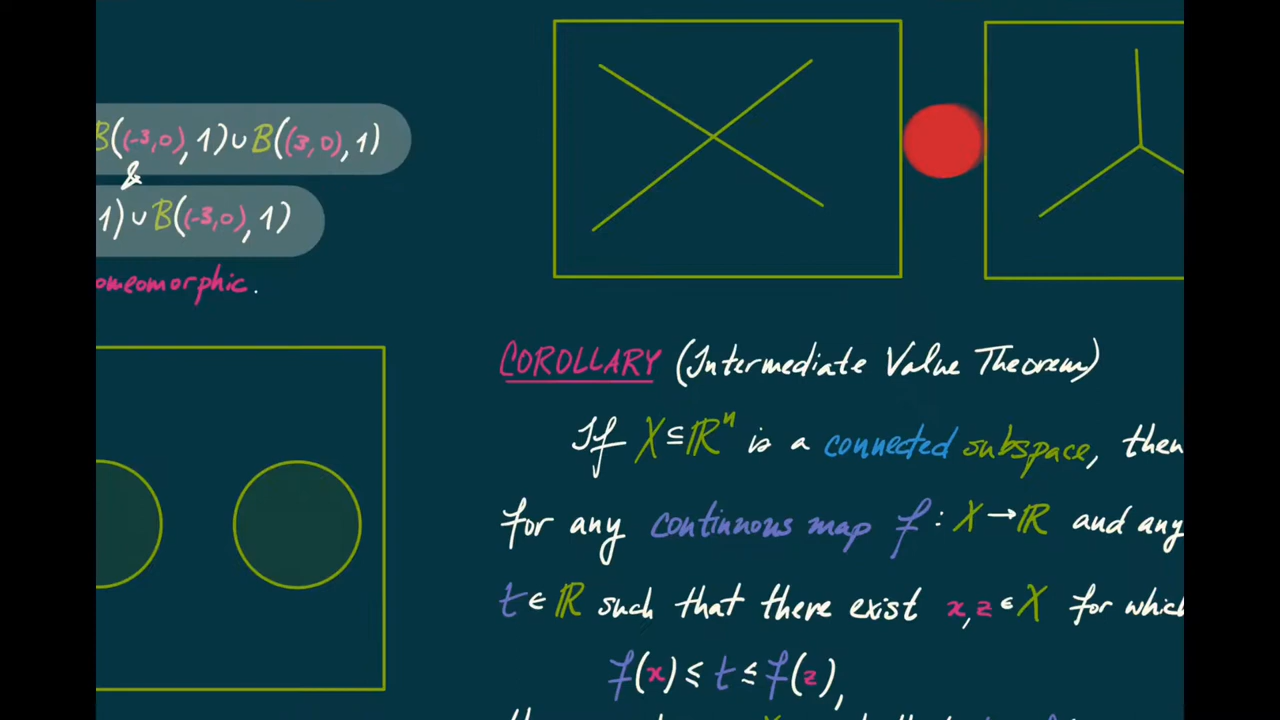 B((-3,0),1)∪B((3,0),1)
&
1)∪B((-3,0),1)
omeomorphic.
COROLLARY (Intermediate Value Theorem)
If X⊆ℝⁿ is a connected subspace, then
for any continuous map f: X→ℝ and any
t∈ℝ such that there exist x,z∈X for which
f(x)≤t≤f(z),